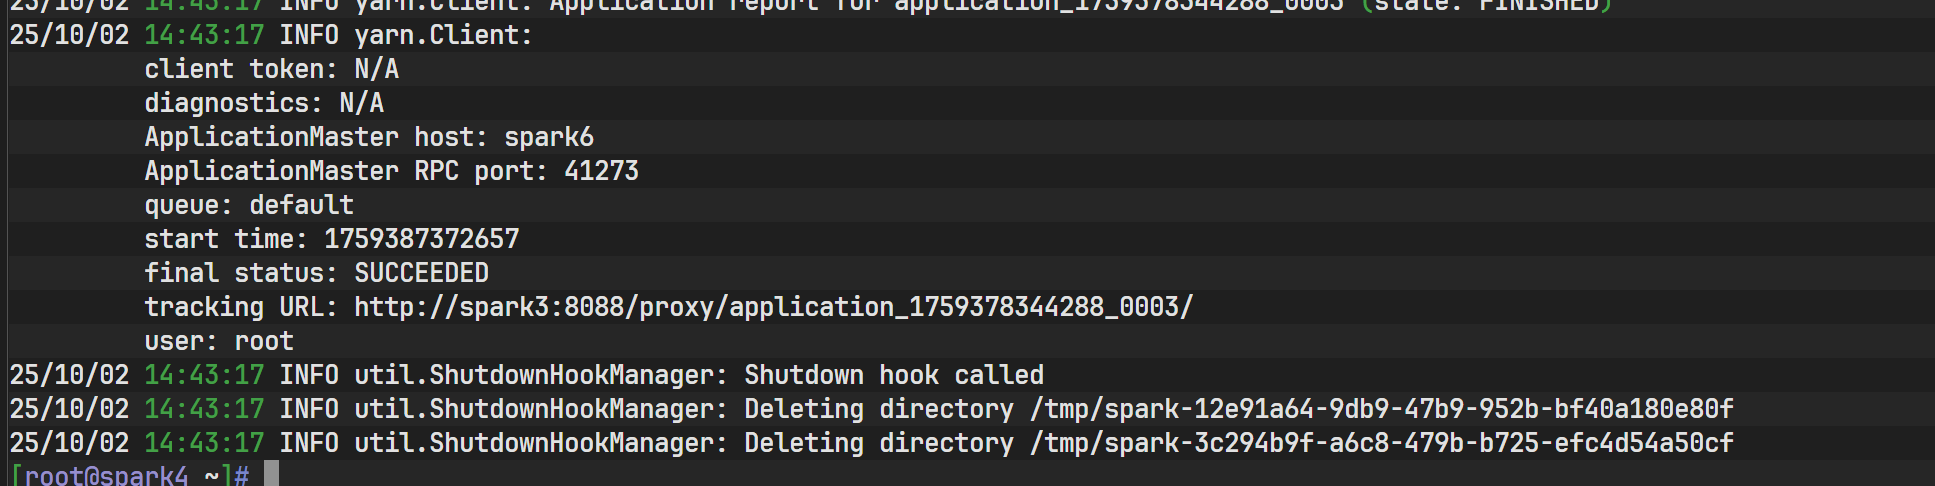 25/10/02 14:43:17 INFO yarn.Client: Application report for application_1759378344288_0003 (state: FINISHED)
25/10/02 14:43:17 INFO yarn.Client:
client token: N/A
diagnostics: N/A
ApplicationMaster host: spark6
ApplicationMaster RPC port: 41273
queue: default
start time: 1759387372657
final status: SUCCEEDED
tracking URL: http://spark3:8088/proxy/application_1759378344288_0003/
user: root
25/10/02 14:43:17 INFO util.ShutdownHookManager: Shutdown hook called
25/10/02 14:43:17 INFO util.ShutdownHookManager: Deleting directory /tmp/spark-12e91a64-9db9-47b9-952b-bf40a180e80f
25/10/02 14:43:17 INFO util.ShutdownHookManager: Deleting directory /tmp/spark-3c294b9f-a6c8-479b-b725-efc4d54a50cf
[root@spark4 ~]#